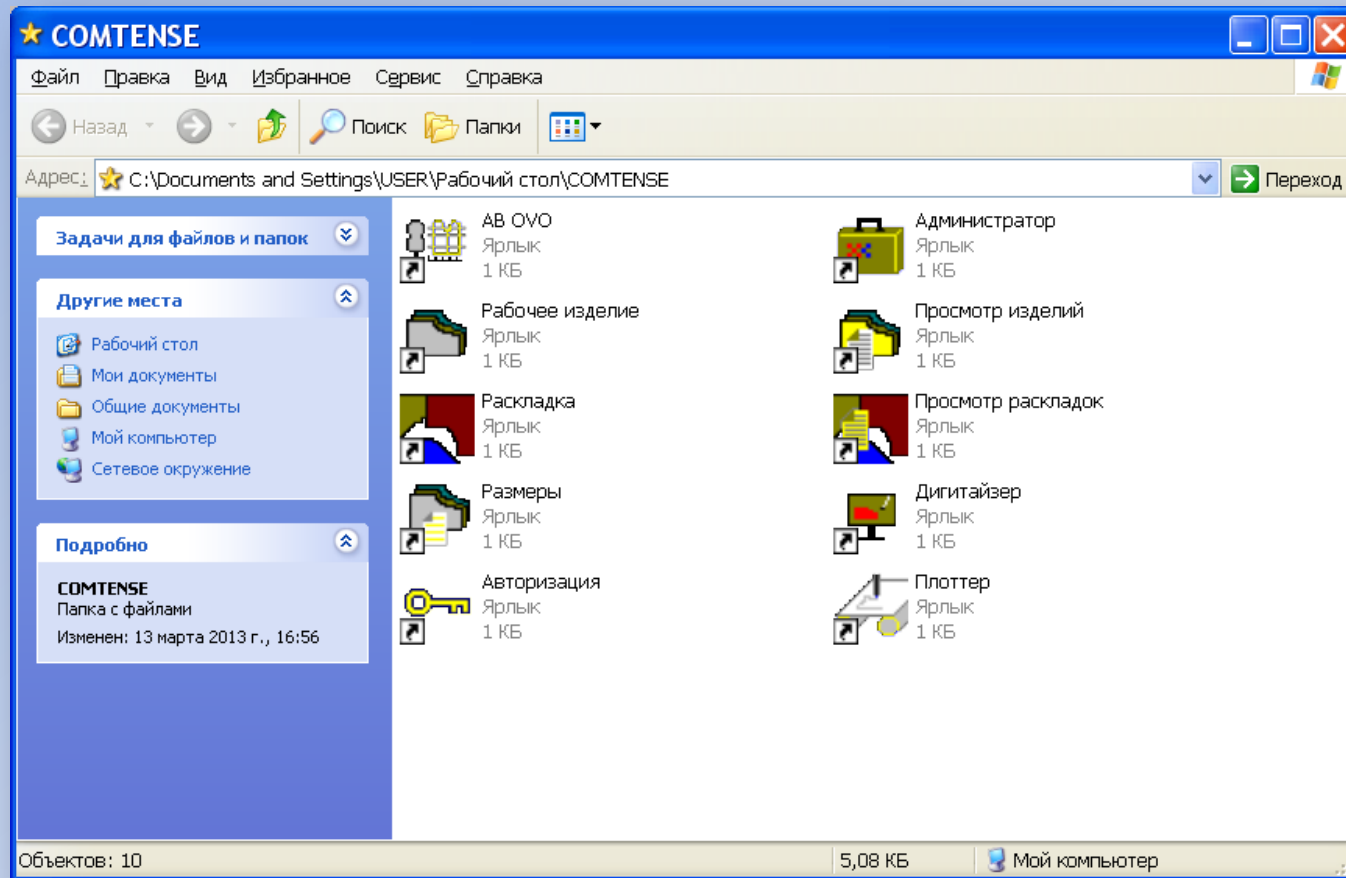 COMTENSE
Файл Правка Вид Избранное Сервис Справка
Назад Поиск Папки
Адрес: C:\Documents and Settings\USER\Рабочий стол\COMTENSE Переход
Задачи для файлов и папок
Другие места
Рабочий стол
Мои документы
Общие документы
Мой компьютер
Сетевое окружение
Подробно
COMTENSE
Папка с файлами
Изменен: 13 марта 2013 г., 16:56
AB OVO
Ярлык
1 КБ
Администратор
Ярлык
1 КБ
Рабочее изделие
Ярлык
1 КБ
Просмотр изделий
Ярлык
1 КБ
Раскладка
Ярлык
1 КБ
Просмотр раскладок
Ярлык
1 КБ
Размеры
Ярлык
1 КБ
Дигитайзер
Ярлык
1 КБ
Авторизация
Ярлык
1 КБ
Плоттер
Ярлык
1 КБ
Объектов: 10 5,08 КБ Мой компьютер